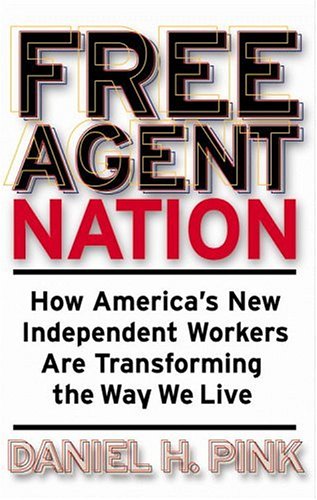 FREE
AGENT
NATION
How America's New
Independent Workers
Are Transforming
the Way We Live
DANIEL H. PINK